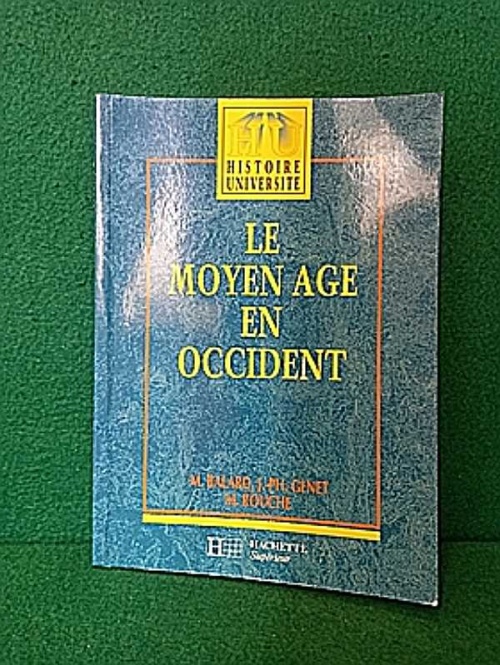 HU
HISTOIRE
UNIVERSITÉ
LE
MOYEN AGE
EN
OCCIDENT
M. BALARD, J.-PH. GENET
M. ROUCHE
H HACHETTE
Supérieur